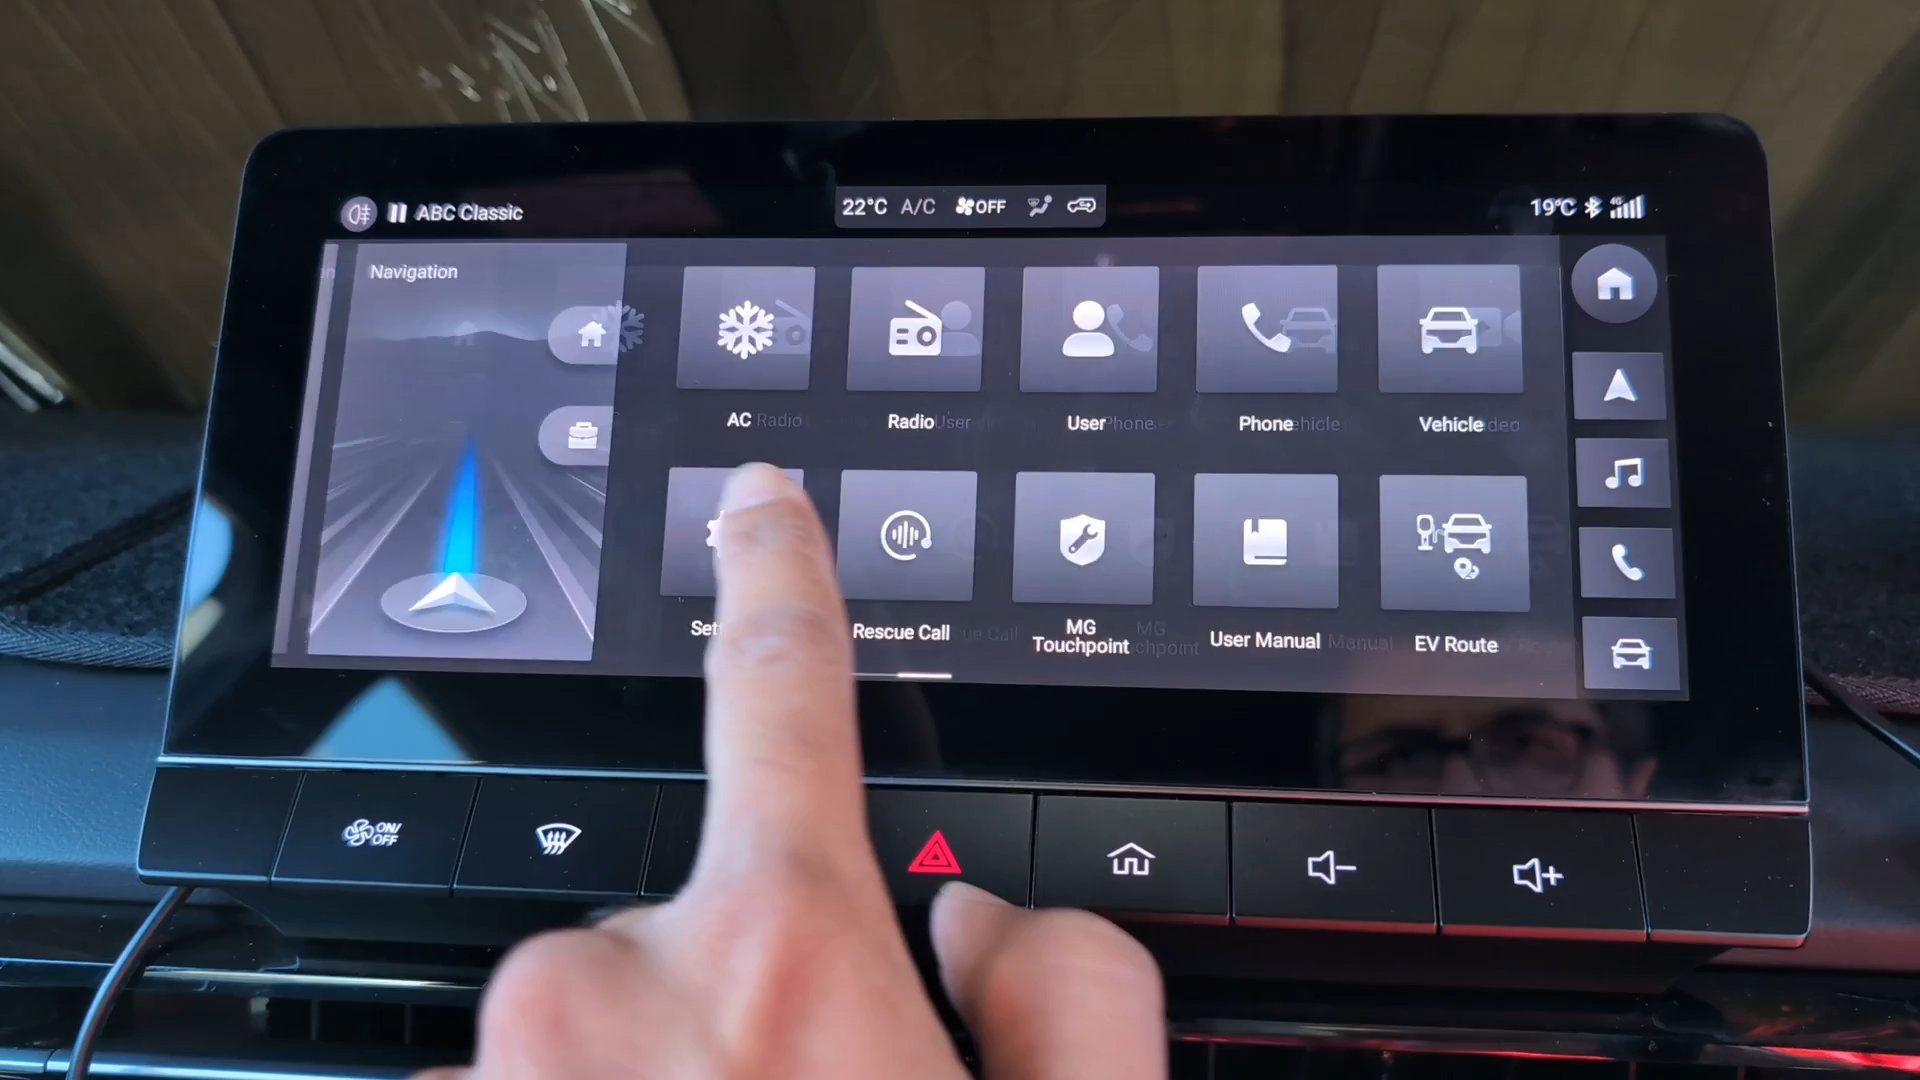 ABC Classic
22°C A/C OFF
19°C 4G
Navigation
AC Radio User Phone Vehicle
Rescue Call MG Touchpoint User Manual EV Route
ON/OFF